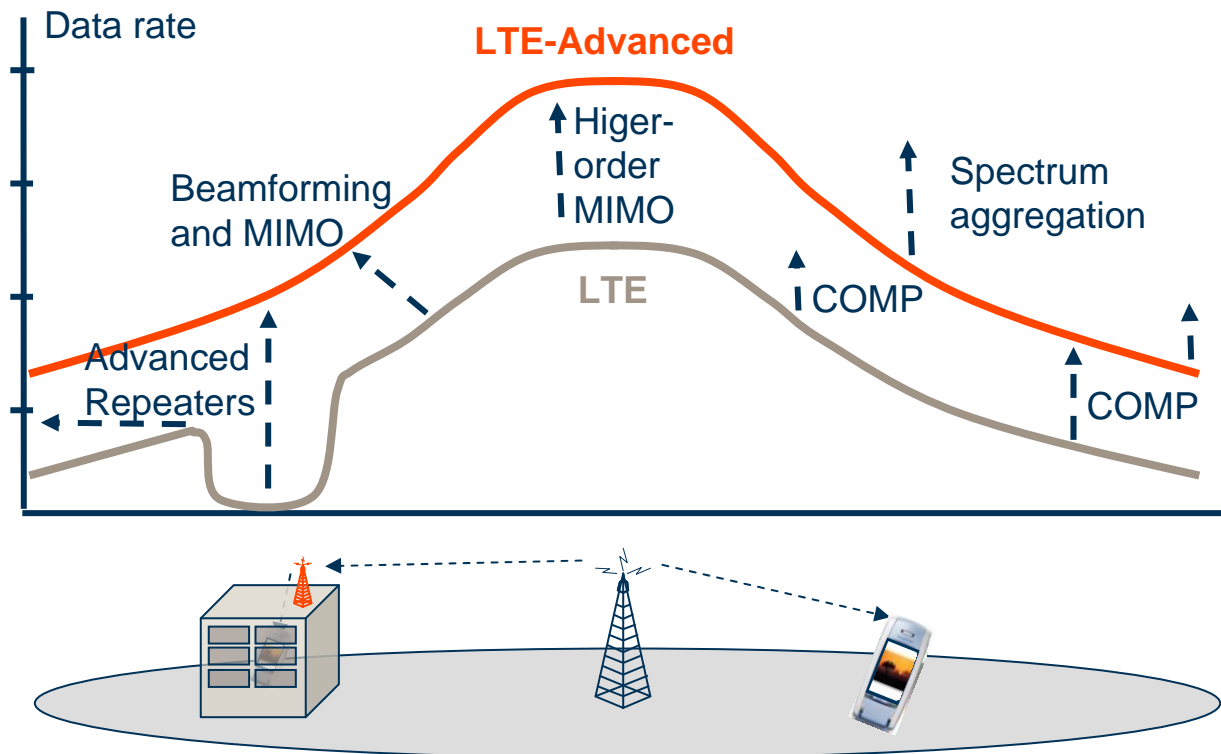 Data rate
LTE-Advanced
Higer-
order
MIMO
Beamforming
and MIMO
Spectrum
aggregation
LTE
COMP
Advanced
Repeaters
COMP